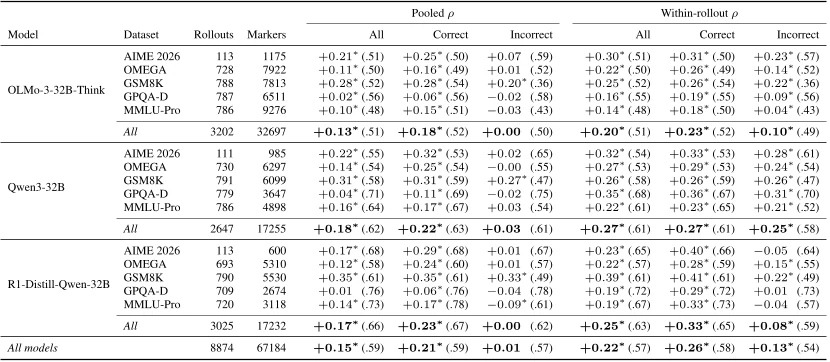 Pooled ρ Within-rollout ρ
Model Dataset Rollouts Markers All Correct Incorrect All Correct Incorrect
AIME 2026 113 1175 +0.21* (.51) +0.25* (.50) +0.07 (.59) +0.30* (.51) +0.31* (.50) +0.23* (.57)
OMEGA 728 7922 +0.11* (.50) +0.16* (.49) +0.01 (.52) +0.22* (.50) +0.26* (.49) +0.14* (.52)
OLMo-3-32B-Think GSM8K 788 7813 +0.28* (.52) +0.28* (.54) +0.20* (.36) +0.25* (.52) +0.26* (.54) +0.22* (.36)
GPQA-D 787 6511 +0.02* (.56) +0.06* (.56) −0.02 (.58) +0.16* (.55) +0.19* (.55) +0.09* (.56)
MMLU-Pro 786 9276 +0.10* (.48) +0.15* (.51) −0.03 (.45) +0.14* (.48) +0.18* (.50) +0.04* (.43)
All 3202 32697 +0.13* (.51) +0.18* (.52) +0.00 (.50) +0.20* (.51) +0.23* (.52) +0.10* (.49)
AIME 2026 111 985 +0.22* (.55) +0.32* (.53) +0.02 (.65) +0.32* (.54) +0.33* (.53) +0.28* (.61)
OMEGA 730 6297 +0.14* (.54) +0.25* (.54) −0.00 (.55) +0.27* (.53) +0.29* (.53) +0.24* (.54)
Qwen3-32B GSM8K 791 6099 +0.31* (.58) +0.31* (.59) +0.27* (.47) +0.26* (.58) +0.26* (.59) +0.26* (.47)
GPQA-D 779 3647 +0.04* (.71) +0.11* (.69) −0.02 (.75) +0.35* (.68) +0.36* (.67) +0.31* (.70)
MMLU-Pro 786 4898 +0.16* (.64) +0.17* (.67) +0.03 (.54) +0.22* (.61) +0.23* (.65) +0.21* (.52)
All 2647 17255 +0.18* (.62) +0.22* (.63) +0.03 (.61) +0.27* (.61) +0.27* (.61) +0.25* (.58)
AIME 2026 113 600 +0.17* (.68) +0.29* (.68) +0.01 (.67) +0.23* (.65) +0.40* (.66) −0.05 (.64)
OMEGA 693 5310 +0.12* (.58) +0.24* (.60) +0.01 (.57) +0.22* (.57) +0.28* (.59) +0.15* (.55)
R1-Distill-Qwen-32B GSM8K 790 5530 +0.35* (.61) +0.35* (.61) +0.33* (.49) +0.39* (.61) +0.41* (.61) +0.22* (.49)
GPQA-D 709 2674 +0.01 (.76) +0.06* (.76) −0.04 (.78) +0.19* (.72) +0.29* (.72) +0.01 (.73)
MMLU-Pro 720 3118 +0.14* (.73) +0.17* (.78) −0.09* (.61) +0.19* (.67) +0.33* (.73) −0.04 (.57)
All 3025 17232 +0.17* (.66) +0.23* (.67) +0.00 (.62) +0.25* (.63) +0.33* (.65) +0.08* (.59)
All models 8874 67184 +0.15* (.59) +0.21* (.59) +0.01 (.57) +0.22* (.57) +0.26* (.58) +0.13* (.54)